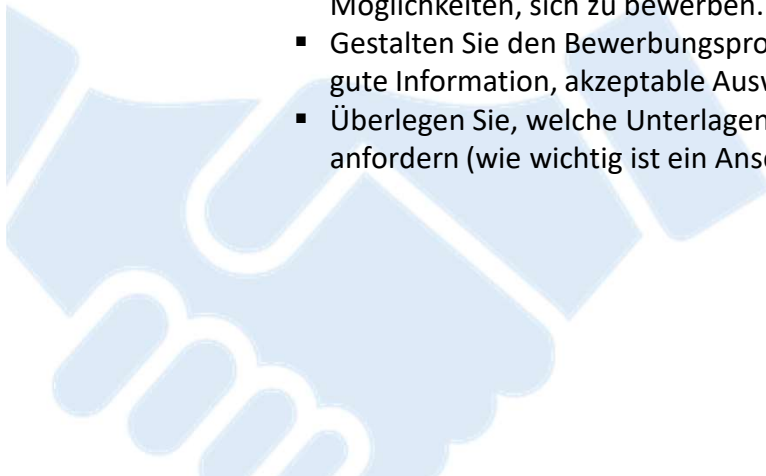 Möglichkeiten, sich zu bewerben.
▪ Gestalten Sie den Bewerbungspro
gute Information, akzeptable Ausw
▪ Überlegen Sie, welche Unterlagen
anfordern (wie wichtig ist ein Ansc